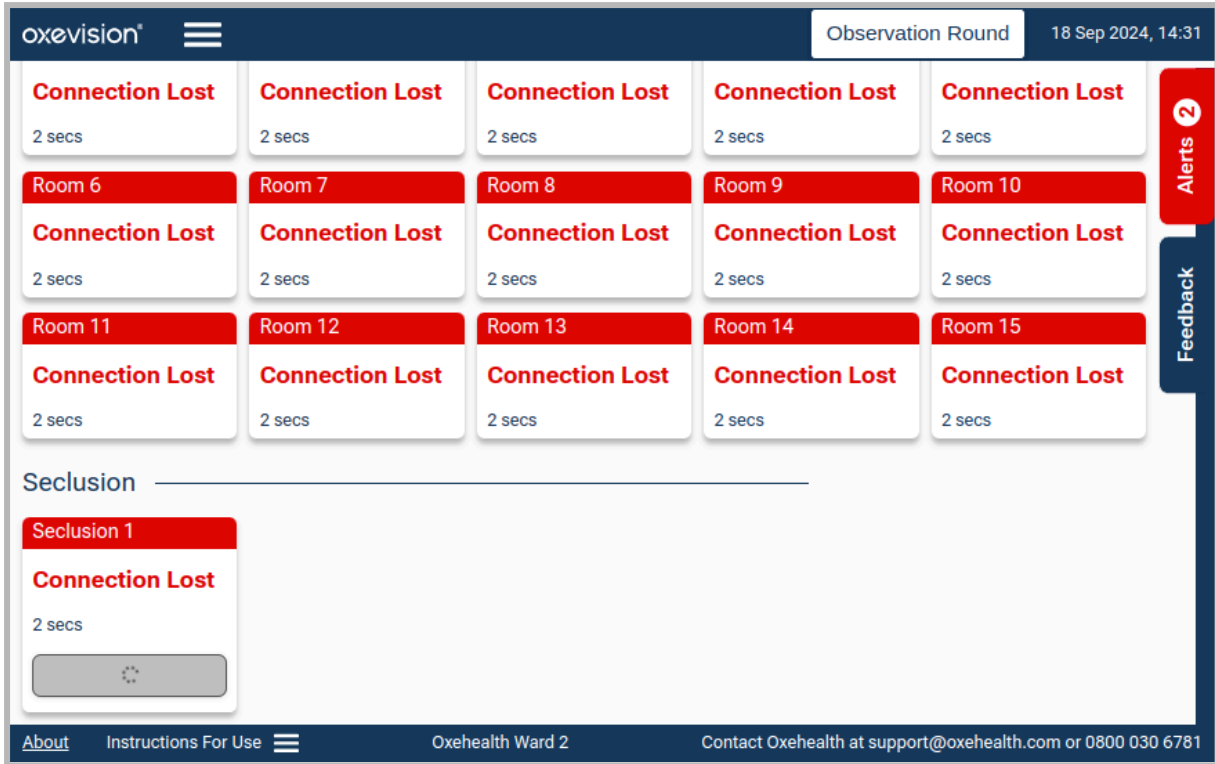 oxevision®
Observation Round
18 Sep 2024, 14:31
Connection Lost Connection Lost Connection Lost Connection Lost Connection Lost
2 secs 2 secs 2 secs 2 secs 2 secs
Room 6 Room 7 Room 8 Room 9 Room 10
Connection Lost Connection Lost Connection Lost Connection Lost Connection Lost
2 secs 2 secs 2 secs 2 secs 2 secs
Room 11 Room 12 Room 13 Room 14 Room 15
Connection Lost Connection Lost Connection Lost Connection Lost Connection Lost
2 secs 2 secs 2 secs 2 secs 2 secs
Seclusion
Seclusion 1
Connection Lost
2 secs
Alerts 2
Feedback
About Instructions For Use Oxehealth Ward 2 Contact Oxehealth at support@oxehealth.com or 0800 030 6781